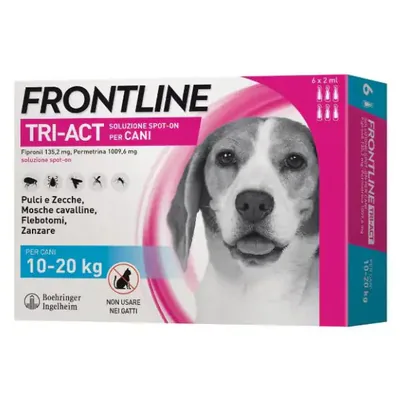 6 x 2 ml
FRONTLINE
TRI-ACT
SOLUZIONE SPOT-ON
PER CANI
Fipronil 135,2 mg, Permetrina 1009,6 mg
soluzione spot-on
Pulci e Zecche,
Mosche cavalline,
Flebotomi,
Zanzare
PER CANI
10-20 kg
Boehringer
Ingelheim
NON USARE
NEI GATTI
6
FRONTLINE
TRI-ACT
10-20 kg